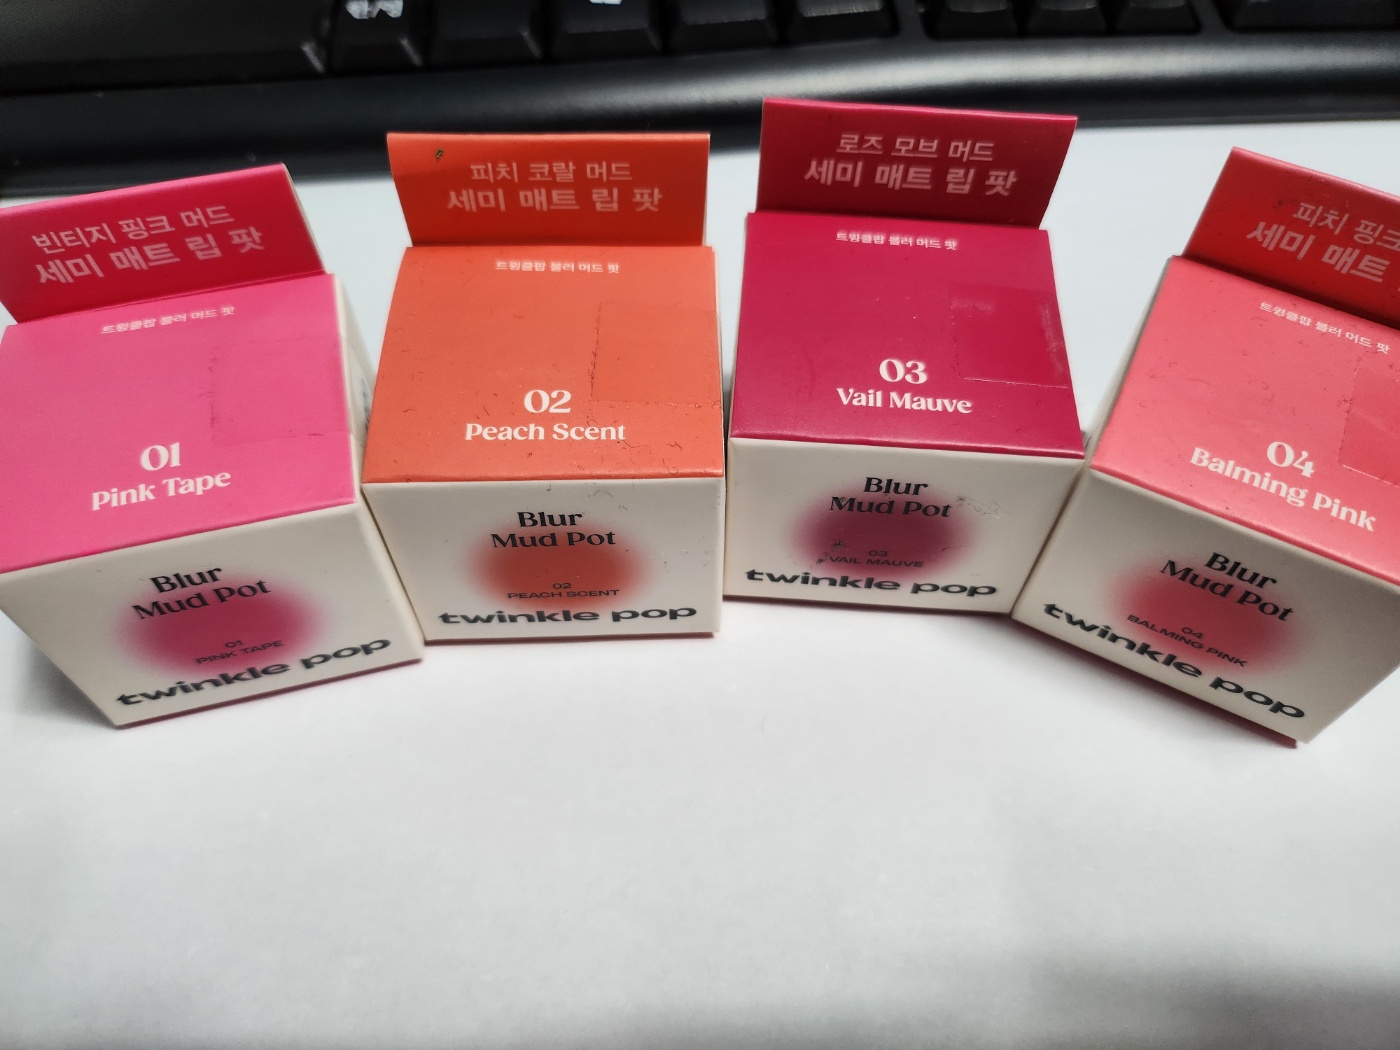 한/영
빈티지 핑크 머드
세미 매트 립 팟
트윙클팝 블러 머드 팟
01
Pink Tape
Blur
Mud Pot
01
PINK TAPE
twinkle pop
피치 코랄 머드
세미 매트 립 팟
트윙클팝 블러 머드 팟
02
Peach Scent
Blur
Mud Pot
02
PEACH SCENT
twinkle pop
로즈 모브 머드
세미 매트 립 팟
트윙클팝 블러 머드 팟
03
Vail Mauve
Blur
Mud Pot
03
VAIL MAUVE
twinkle pop
피치 핑크
세미 매트
트윙클팝 블러 머드 팟
04
Balming Pink
Blur
Mud Pot
04
BALMING PINK
twinkle pop